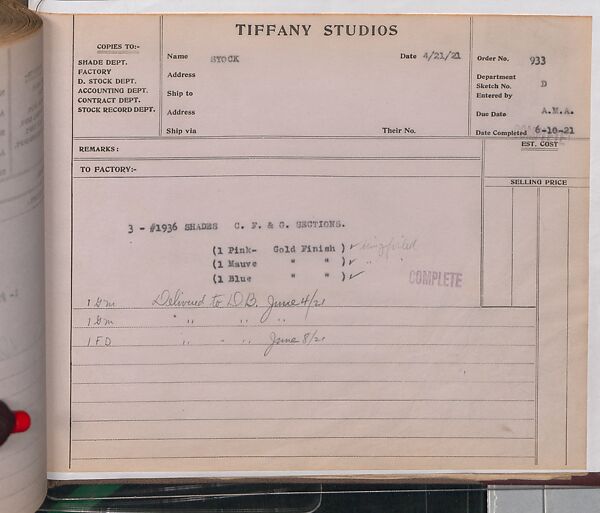 TIFFANY STUDIOS
COPIES TO:-
SHADE DEPT.
FACTORY
D. STOCK DEPT.
ACCOUNTING DEPT.
CONTRACT DEPT.
STOCK RECORD DEPT.
Name STOCK Date 4/21/21
Address
Ship to
Address
Ship via Their No.
Order No. 933
Department
Sketch No. D
Entered by
Due Date A.M.A.
Date Completed 6-10-21
REMARKS:
EST. COST
TO FACTORY:-
SELLING PRICE
3 - #1936 SHADES C. F. & G. SECTIONS.
(1 Pink- Gold Finish ) ✓
(1 Mauve " " ) ✓ " "
(1 Blue " " ) ✓
COMPLETE
1 Gm Delivered to D.B. June 4/21
1 Gm " " " "
1 FD " " " June 8/21